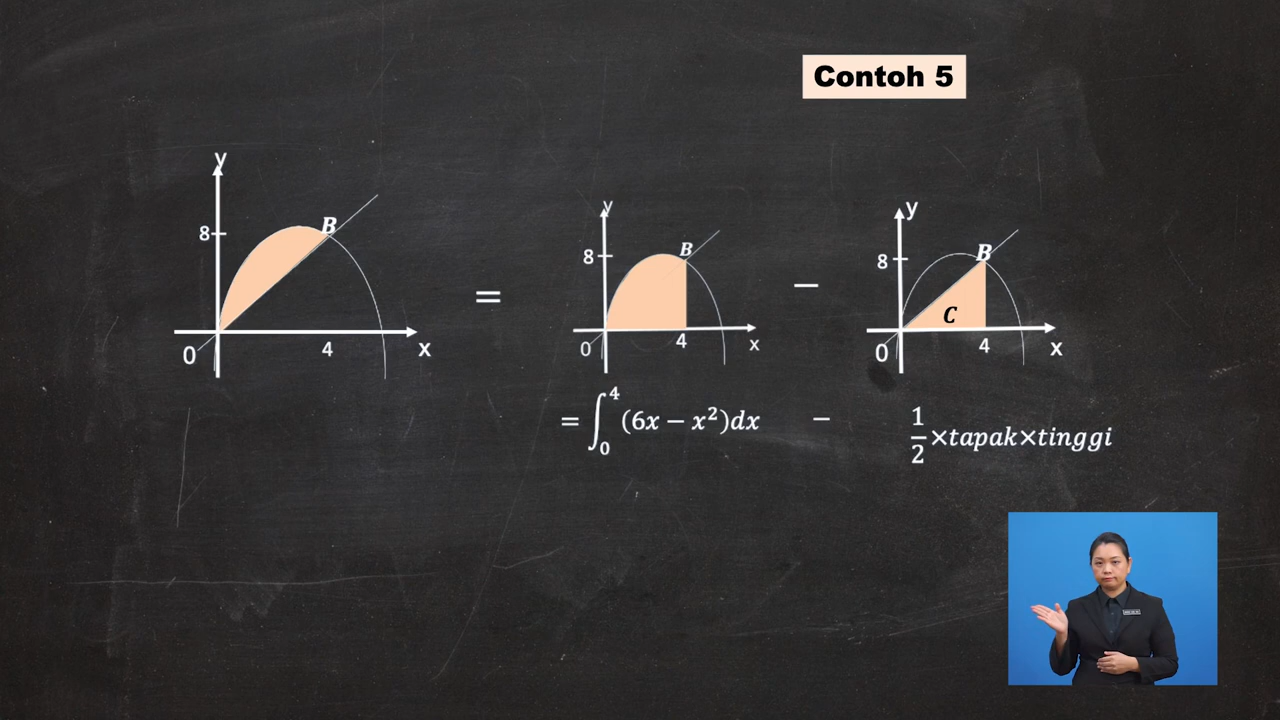 Contoh 5
y
8
B
0
4
x
=
y
8
B
0
4
x
−
y
8
B
C
0
4
x
= ∫₀⁴ (6x − x²)dx − 1/2 ×tapak×tinggi